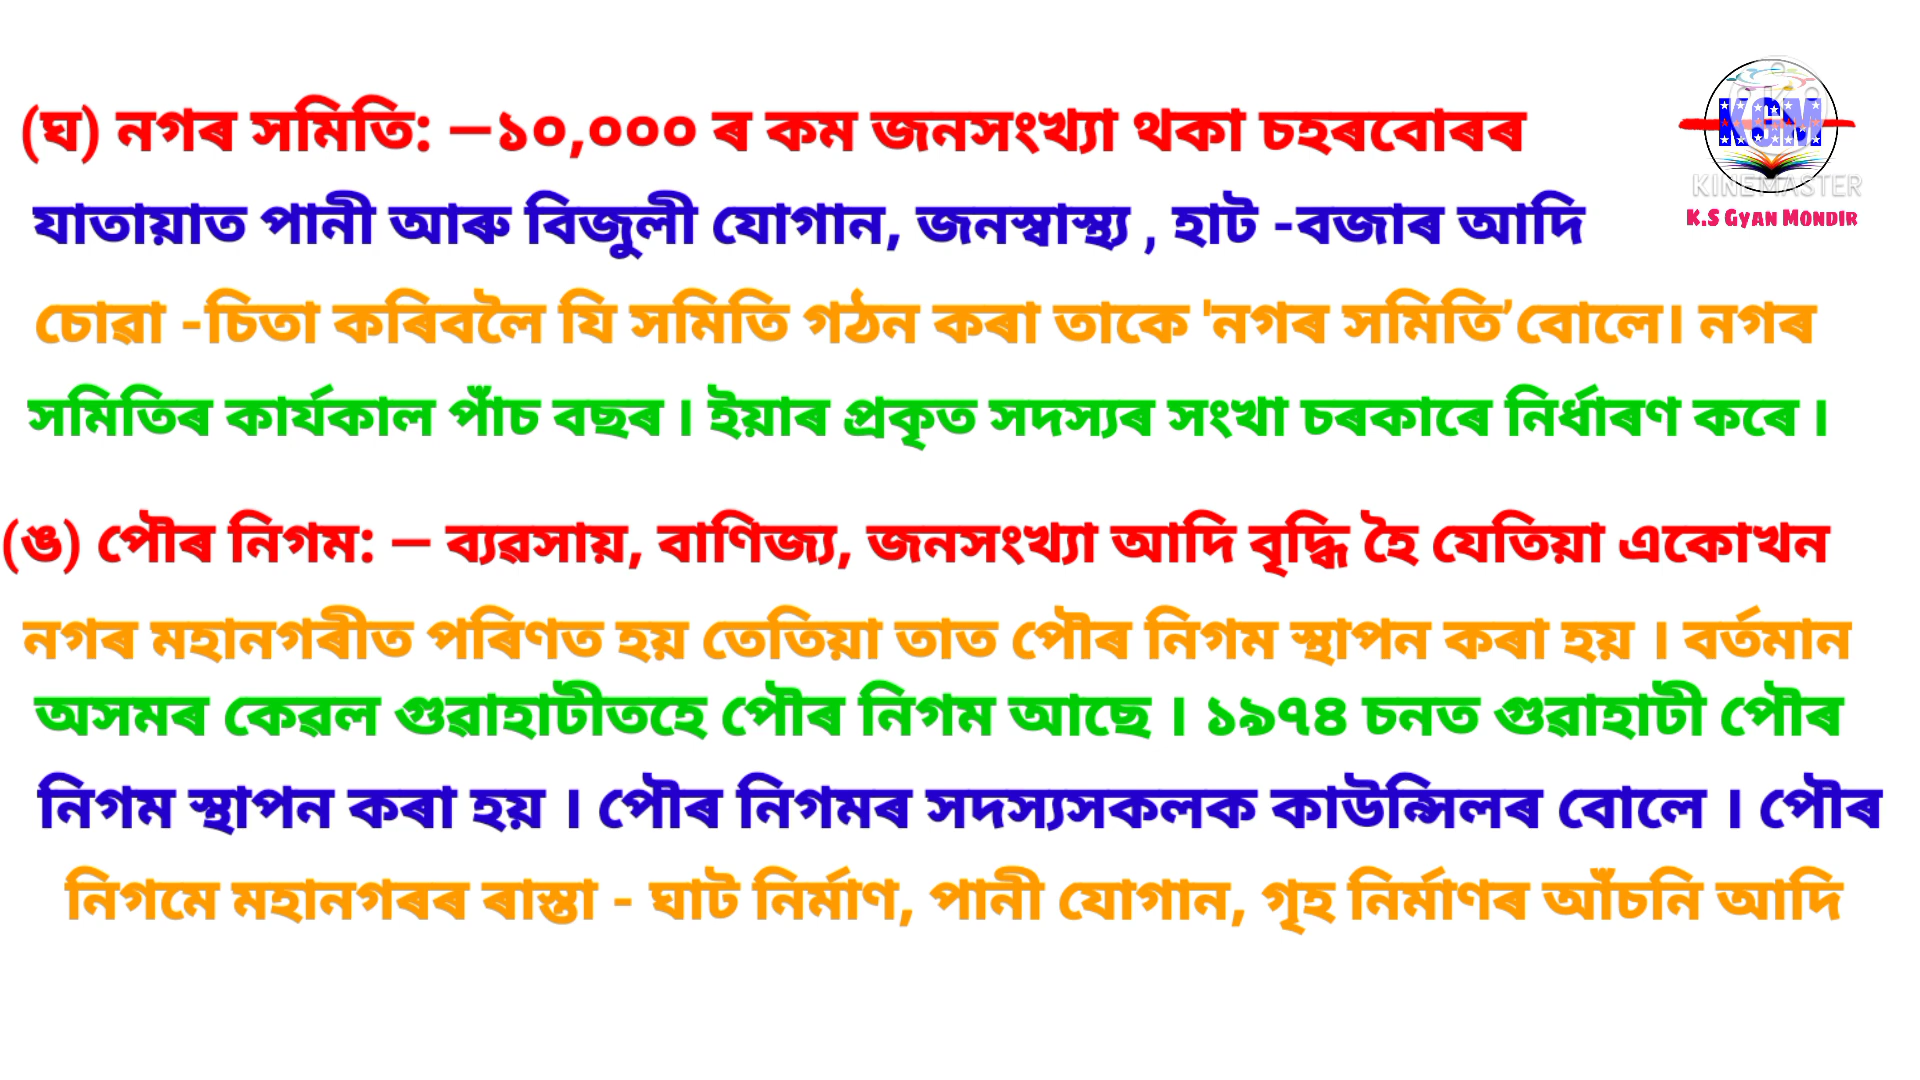 (ঘ) নগৰ সমিতি: —১০,০০০ ৰ কম জনসংখ্যা থকা চহৰবোৰৰ
যাতায়াত পানী আৰু বিজুলী যোগান, জনস্বাস্থ্য , হাট -বজাৰ আদি
চোৱা -চিতা কৰিবলৈ যি সমিতি গঠন কৰা তাকে 'নগৰ সমিতি’বোলে। নগৰ
সমিতিৰ কাৰ্যকাল পাঁচ বছৰ । ইয়াৰ প্ৰকৃত সদস্যৰ সংখা চৰকাৰে নিৰ্ধাৰণ কৰে ।
(ঙ) পৌৰ নিগম: — ব্যৱসায়, বাণিজ্য, জনসংখ্যা আদি বৃদ্ধি হৈ যেতিয়া একোখন
নগৰ মহানগৰীত পৰিণত হয় তেতিয়া তাত পৌৰ নিগম স্থাপন কৰা হয় । বৰ্তমান
অসমৰ কেৱল গুৱাহাটীতহে পৌৰ নিগম আছে । ১৯৭৪ চনত গুৱাহাটী পৌৰ
নিগম স্থাপন কৰা হয় । পৌৰ নিগমৰ সদস্যসকলক কাউন্সিলৰ বোলে । পৌৰ
নিগমে মহানগৰৰ ৰাস্তা - ঘাট নিৰ্মাণ, পানী যোগান, গৃহ নিৰ্মাণৰ আঁচনি আদি
KGM
KINEMASTER
K.S GYAN MONDIR